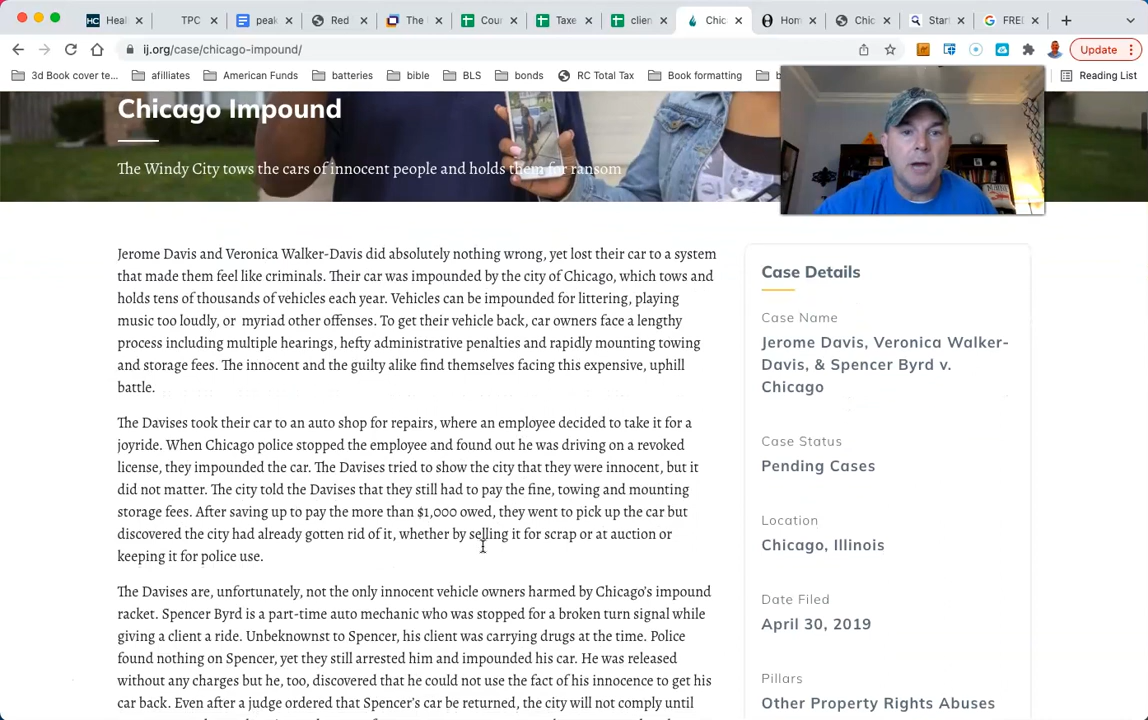 Heal
TPC
peak
Red
The
Cour
Taxe
clien
Chic
Hom
Chic
Star
FREE
ij.org/case/chicago-impound/
Update
3d Book cover te...
afilliates
American Funds
batteries
bible
BLS
bonds
RC Total Tax
Book formatting
Reading List
Chicago Impound
The Windy City tows the cars of innocent people and holds them for ransom
Jerome Davis and Veronica Walker-Davis did absolutely nothing wrong, yet lost their car to a system
that made them feel like criminals. Their car was impounded by the city of Chicago, which tows and
holds tens of thousands of vehicles each year. Vehicles can be impounded for littering, playing
music too loudly, or myriad other offenses. To get their vehicle back, car owners face a lengthy
process including multiple hearings, hefty administrative penalties and rapidly mounting towing
and storage fees. The innocent and the guilty alike find themselves facing this expensive, uphill
battle.
The Davises took their car to an auto shop for repairs, where an employee decided to take it for a
joyride. When Chicago police stopped the employee and found out he was driving on a revoked
license, they impounded the car. The Davises tried to show the city that they were innocent, but it
did not matter. The city told the Davises that they still had to pay the fine, towing and mounting
storage fees. After saving up to pay the more than $1,000 owed, they went to pick up the car but
discovered the city had already gotten rid of it, whether by selling it for scrap or at auction or
keeping it for police use.
The Davises are, unfortunately, not the only innocent vehicle owners harmed by Chicago's impound
racket. Spencer Byrd is a part-time auto mechanic who was stopped for a broken turn signal while
giving a client a ride. Unbeknownst to Spencer, his client was carrying drugs at the time. Police
found nothing on Spencer, yet they still arrested him and impounded his car. He was released
without any charges but he, too, discovered that he could not use the fact of his innocence to get his
car back. Even after a judge ordered that Spencer's car be returned, the city will not comply until
Case Details
Case Name
Jerome Davis, Veronica Walker-
Davis, & Spencer Byrd v.
Chicago
Case Status
Pending Cases
Location
Chicago, Illinois
Date Filed
April 30, 2019
Pillars
Other Property Rights Abuses